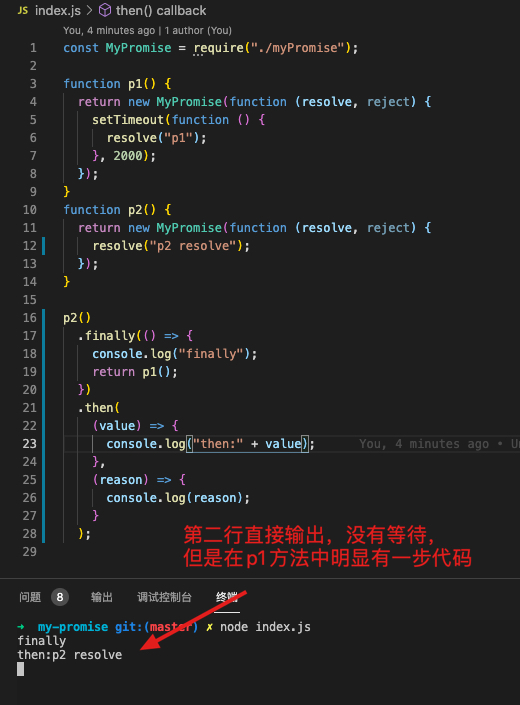 JS index.js > then() callback
You, 4 minutes ago | 1 author (You)
1 const MyPromise = require("./myPromise");
2
3 function p1() {
4 return new MyPromise(function (resolve, reject) {
5 setTimeout(function () {
6 resolve("p1");
7 }, 2000);
8 });
9 }
10 function p2() {
11 return new MyPromise(function (resolve, reject) {
12 resolve("p2 resolve");
13 });
14 }
15
16 p2()
17 .finally(() => {
18 console.log("finally");
19 return p1();
20 })
21 .then(
22 (value) => {
23 console.log("then:" + value); You, 4 minutes ago • Un
24 },
25 (reason) => {
26 console.log(reason);
27 }
28 );
29
第二行直接输出，没有等待，
但是在p1方法中明显有一步代码
问题 8 输出 调试控制台 终端
→ my-promise git:(master) ✗ node index.js
finally
then:p2 resolve